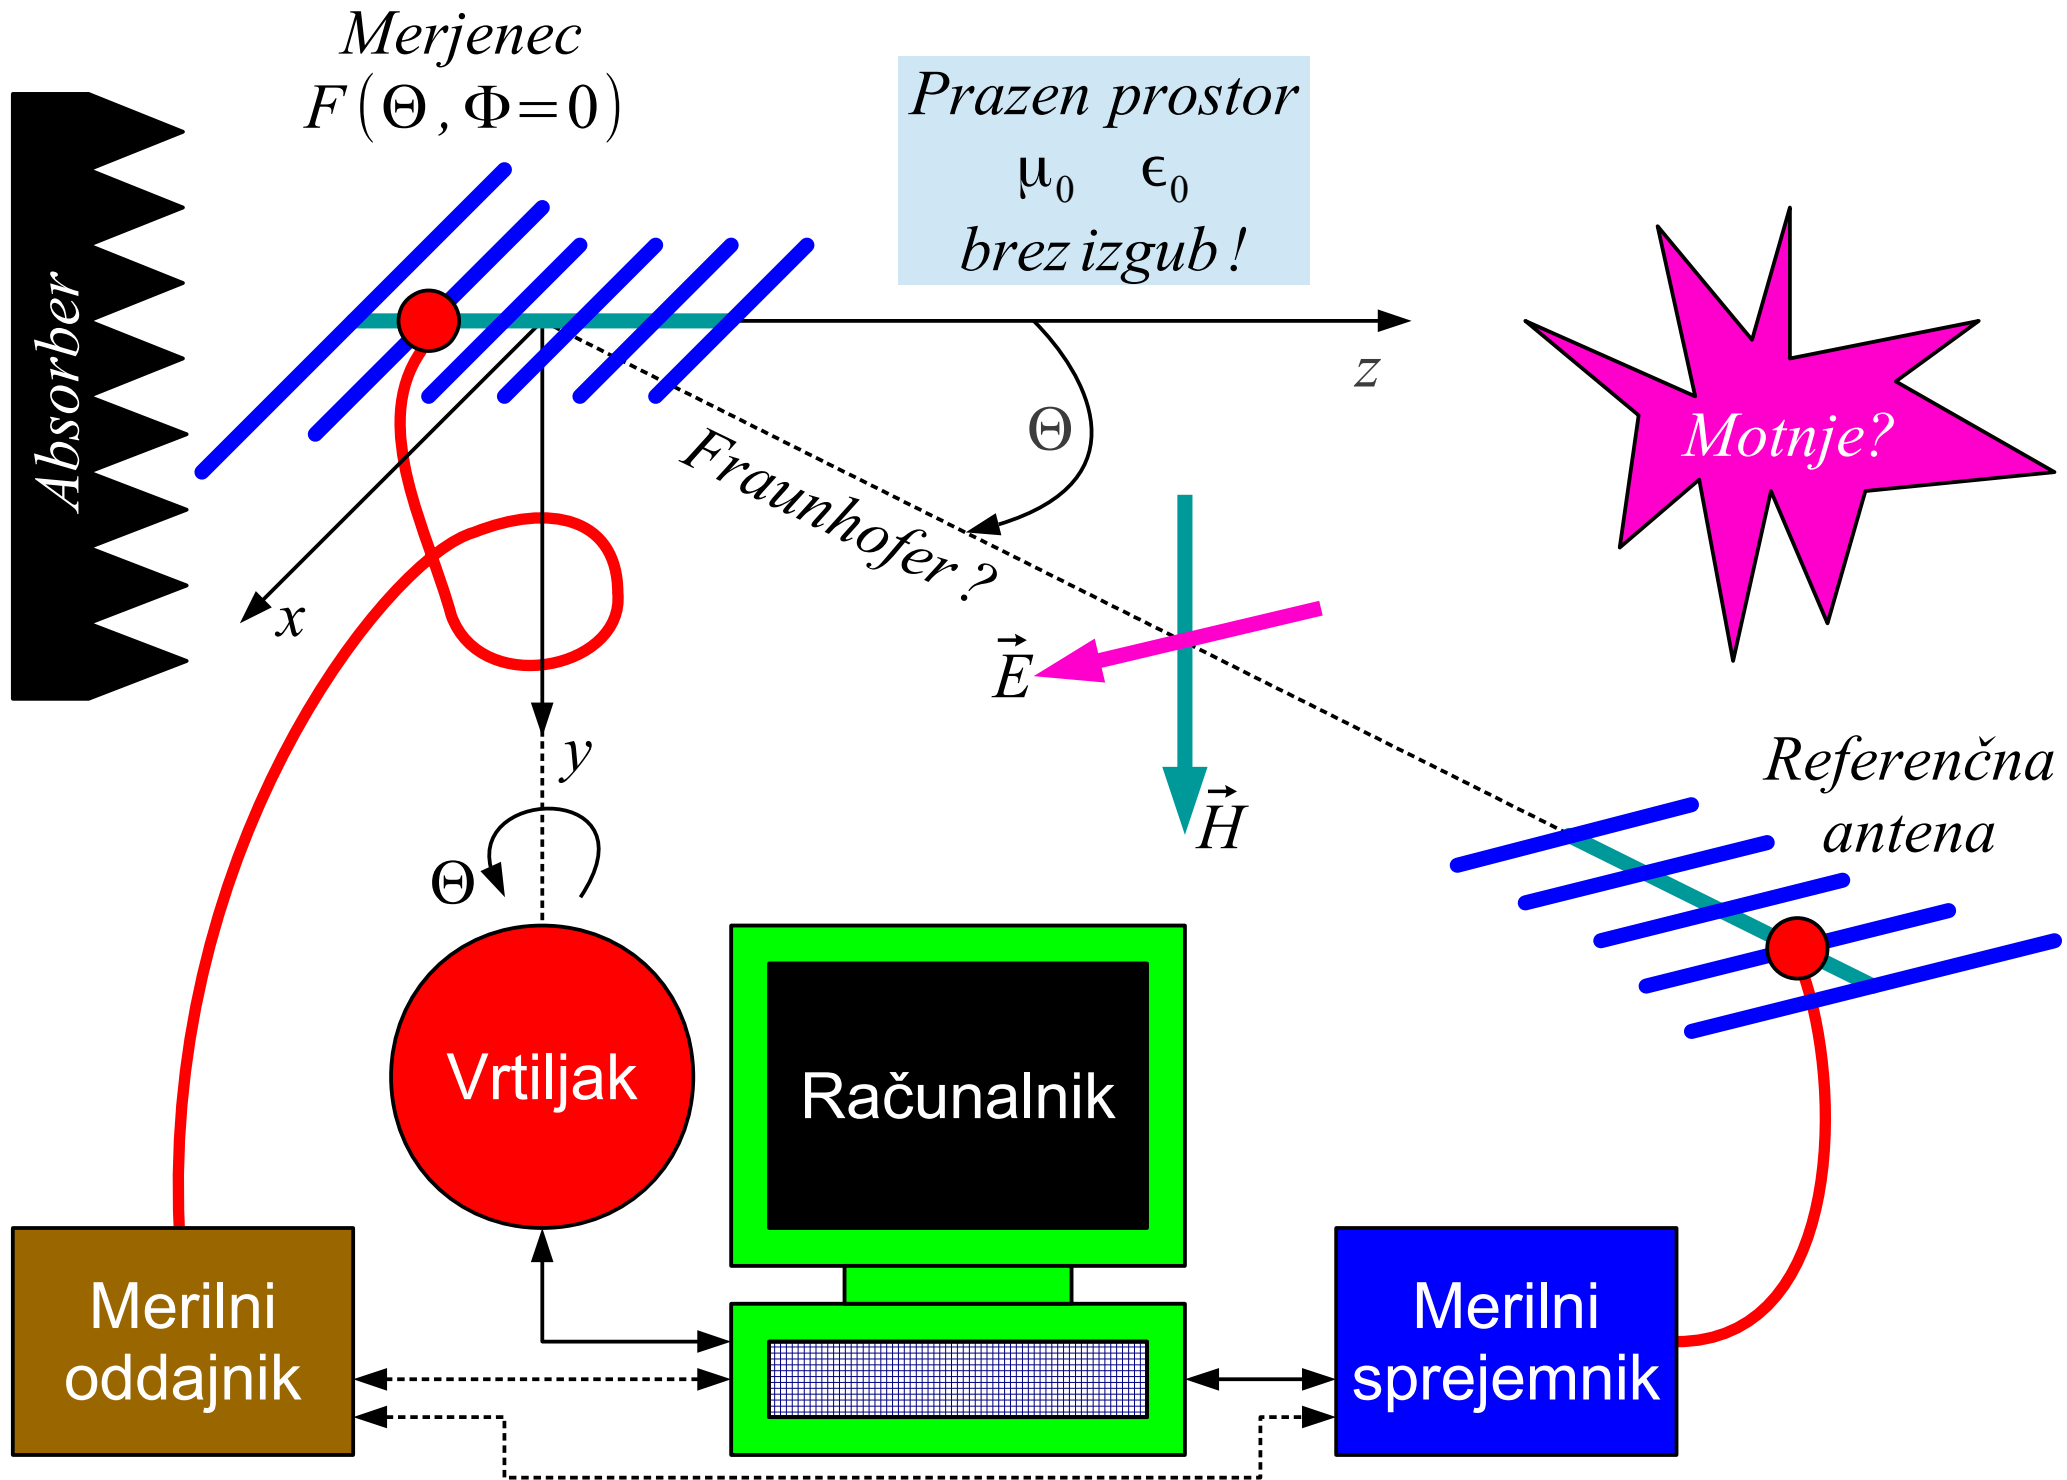 Merjenec
F(Θ, Φ=0)
Prazen prostor
μ₀ ϵ₀
brez izgub!
Absorber
z
Θ
Motnje?
Fraunhofer?
x
E⃗
H⃗
y
Θ
Referenčna
antena
Vrtiljak
Računalnik
Merilni
oddajnik
Merilni
sprejemnik